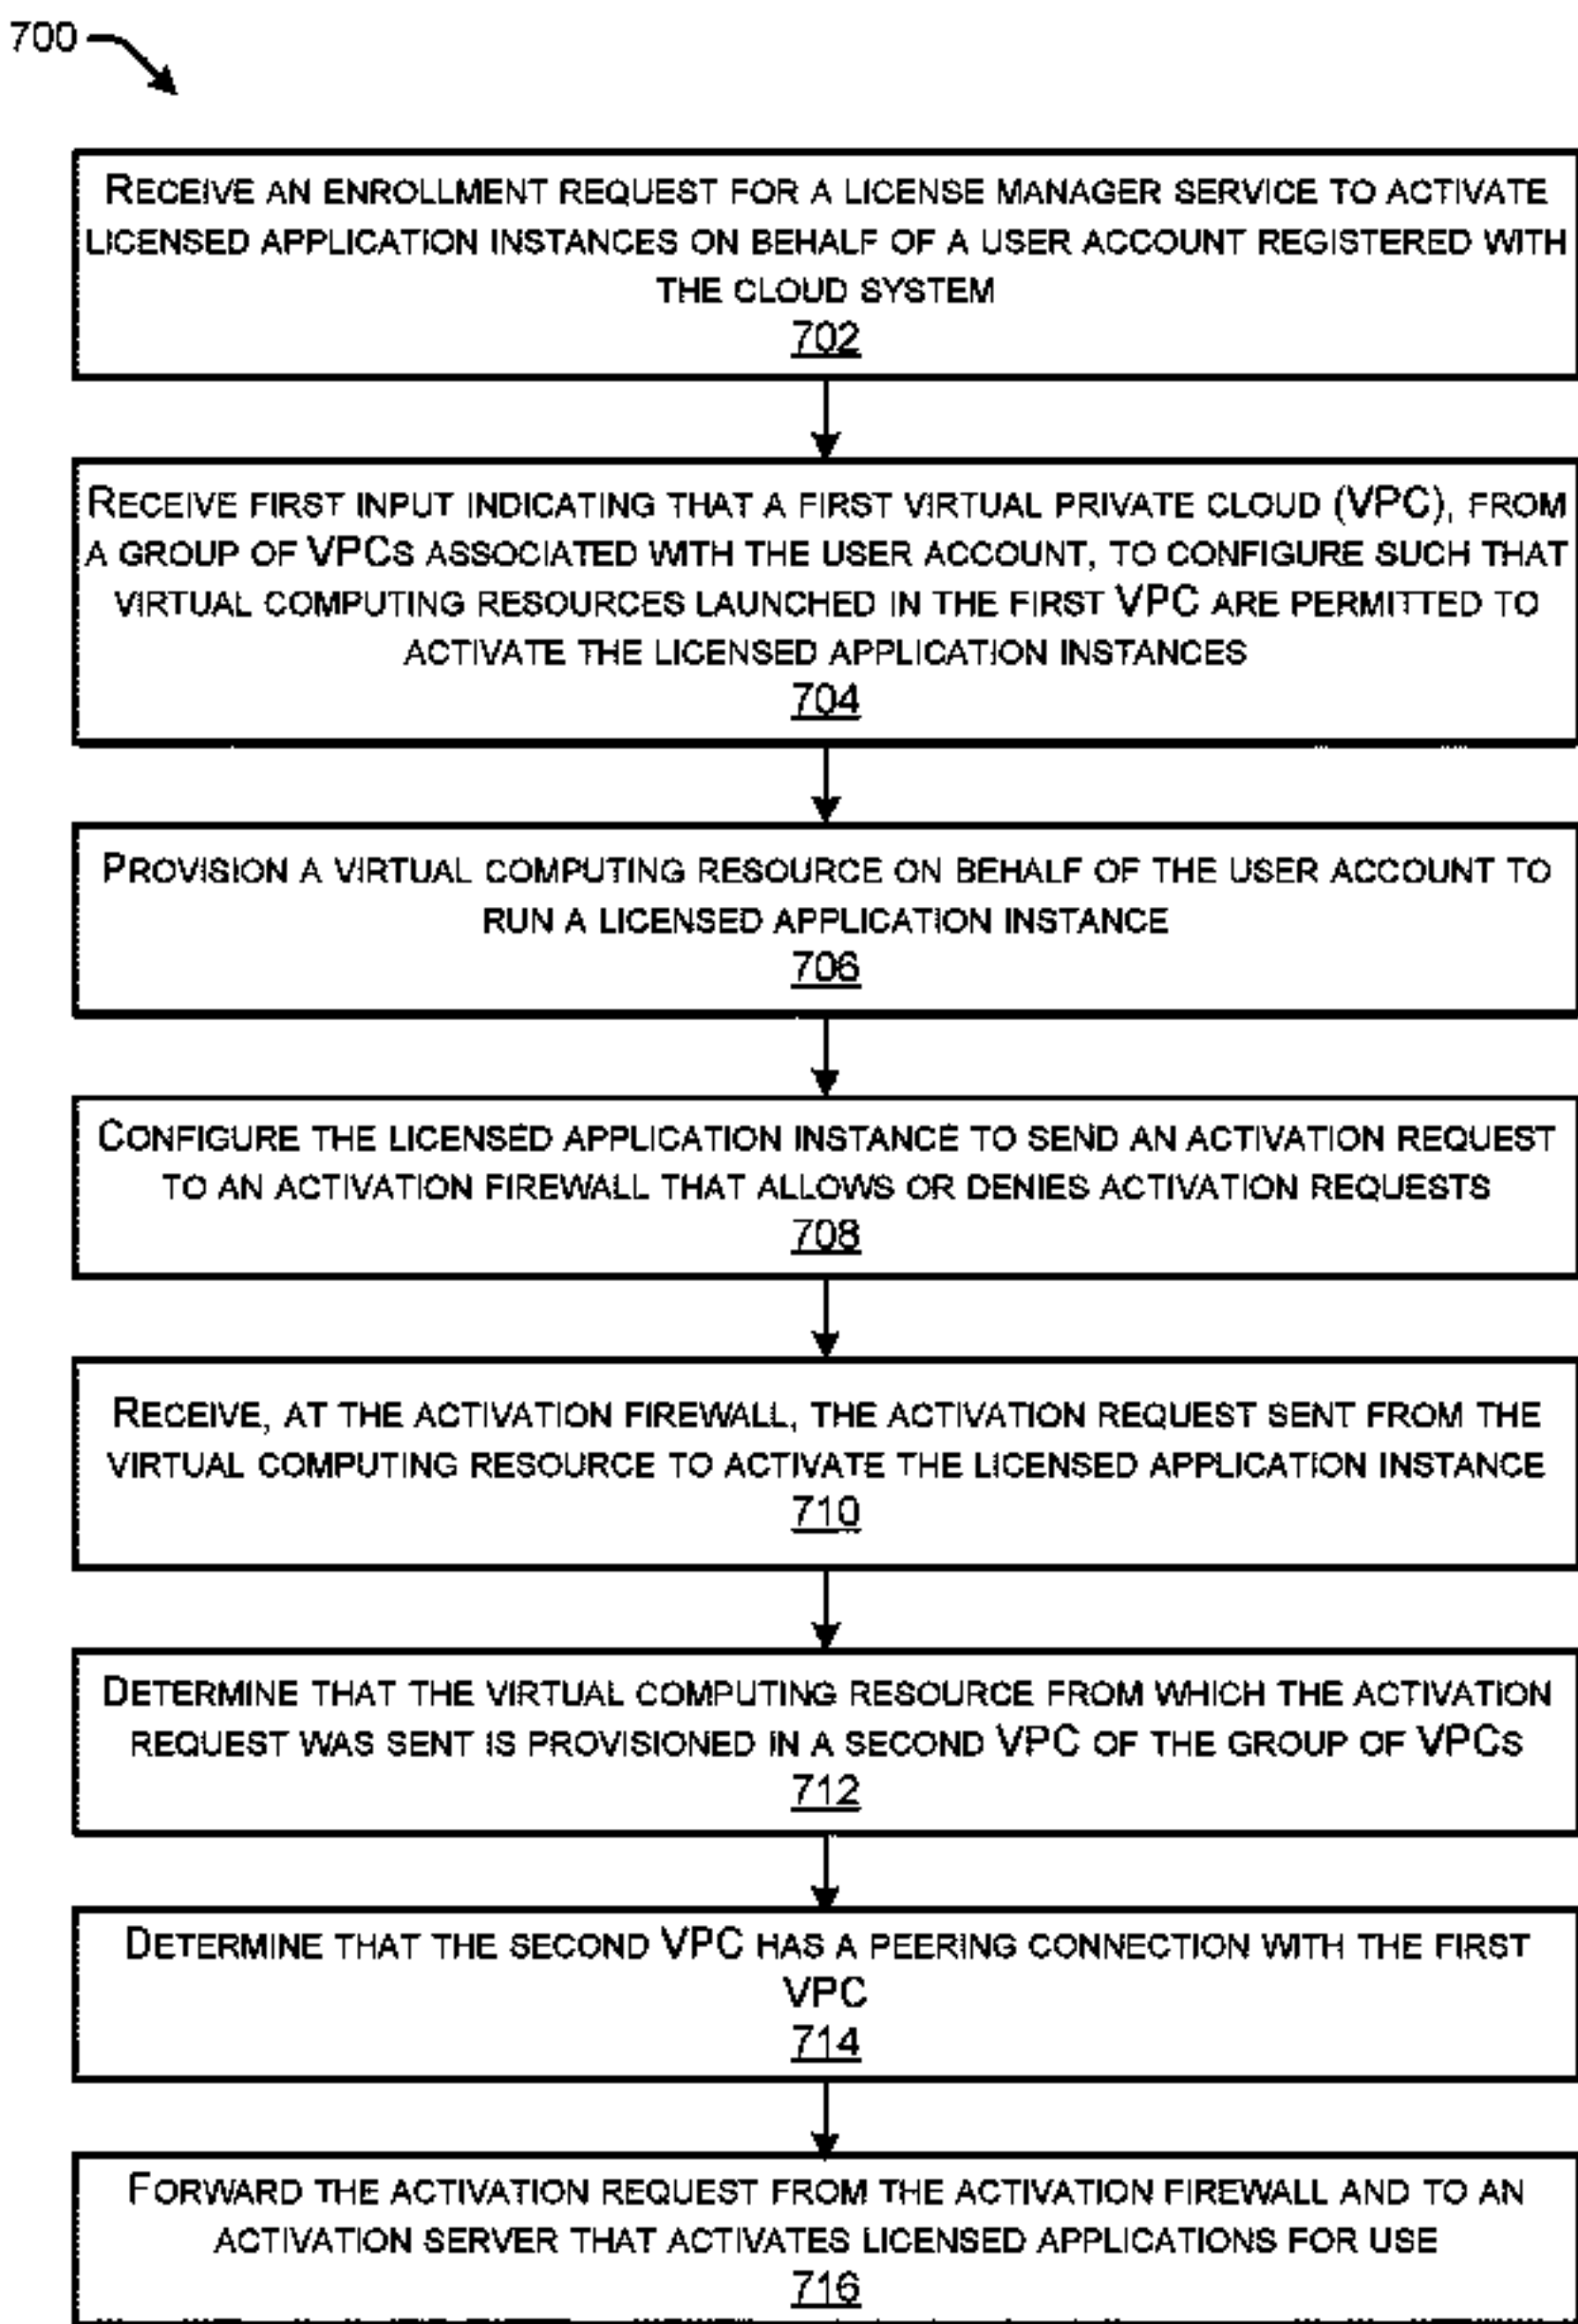 700
RECEIVE AN ENROLLMENT REQUEST FOR A LICENSE MANAGER SERVICE TO ACTIVATE
LICENSED APPLICATION INSTANCES ON BEHALF OF A USER ACCOUNT REGISTERED WITH
THE CLOUD SYSTEM
702
RECEIVE FIRST INPUT INDICATING THAT A FIRST VIRTUAL PRIVATE CLOUD (VPC), FROM
A GROUP OF VPCS ASSOCIATED WITH THE USER ACCOUNT, TO CONFIGURE SUCH THAT
VIRTUAL COMPUTING RESOURCES LAUNCHED IN THE FIRST VPC ARE PERMITTED TO
ACTIVATE THE LICENSED APPLICATION INSTANCES
704
PROVISION A VIRTUAL COMPUTING RESOURCE ON BEHALF OF THE USER ACCOUNT TO
RUN A LICENSED APPLICATION INSTANCE
706
CONFIGURE THE LICENSED APPLICATION INSTANCE TO SEND AN ACTIVATION REQUEST
TO AN ACTIVATION FIREWALL THAT ALLOWS OR DENIES ACTIVATION REQUESTS
708
RECEIVE, AT THE ACTIVATION FIREWALL, THE ACTIVATION REQUEST SENT FROM THE
VIRTUAL COMPUTING RESOURCE TO ACTIVATE THE LICENSED APPLICATION INSTANCE
710
DETERMINE THAT THE VIRTUAL COMPUTING RESOURCE FROM WHICH THE ACTIVATION
REQUEST WAS SENT IS PROVISIONED IN A SECOND VPC OF THE GROUP OF VPCS
712
DETERMINE THAT THE SECOND VPC HAS A PEERING CONNECTION WITH THE FIRST
VPC
714
FORWARD THE ACTIVATION REQUEST FROM THE ACTIVATION FIREWALL AND TO AN
ACTIVATION SERVER THAT ACTIVATES LICENSED APPLICATIONS FOR USE
716